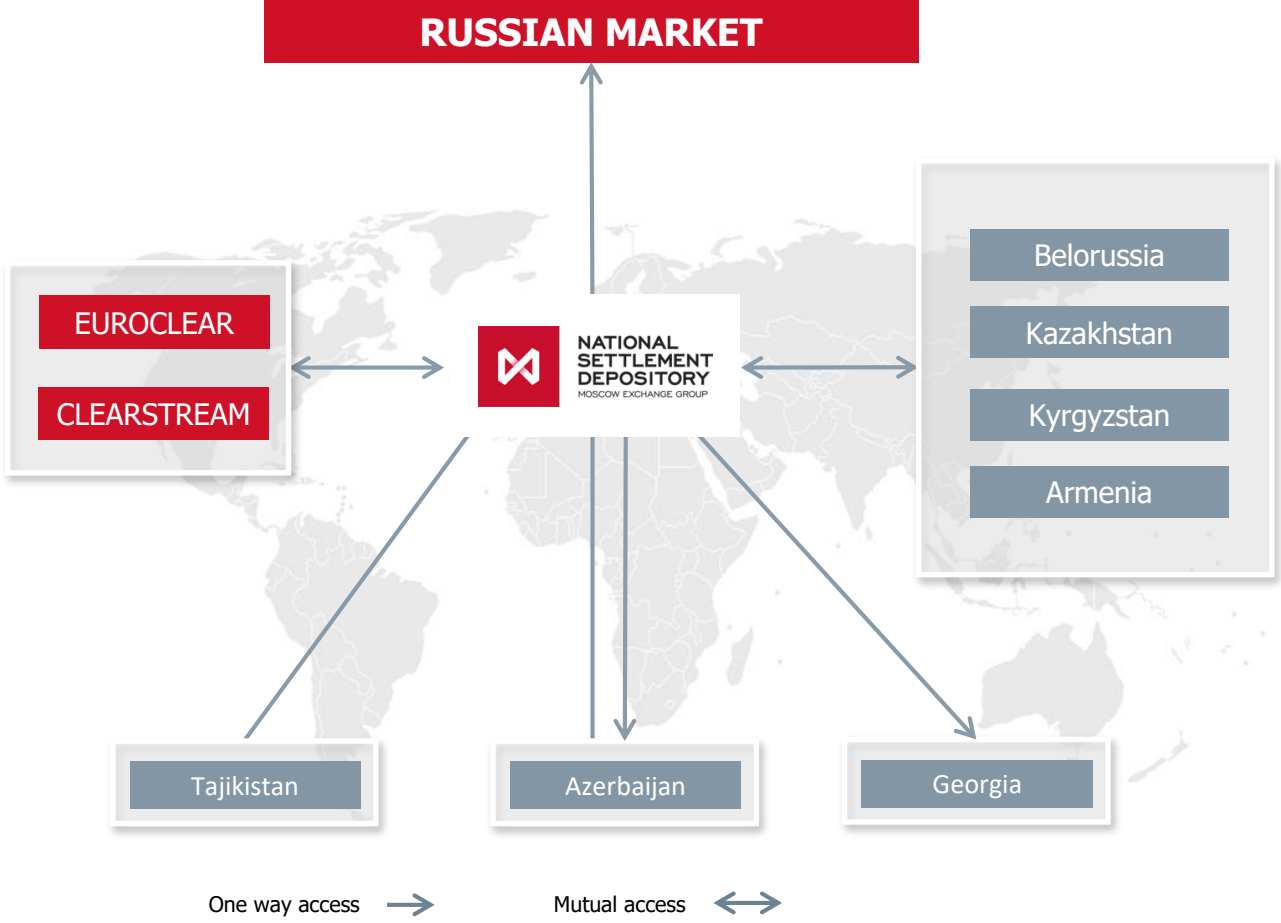 RUSSIAN MARKET
EUROCLEAR
CLEARSTREAM
NATIONAL
SETTLEMENT
DEPOSITORY
MOSCOW EXCHANGE GROUP
Belorussia
Kazakhstan
Kyrgyzstan
Armenia
Tajikistan
Azerbaijan
Georgia
One way access
Mutual access